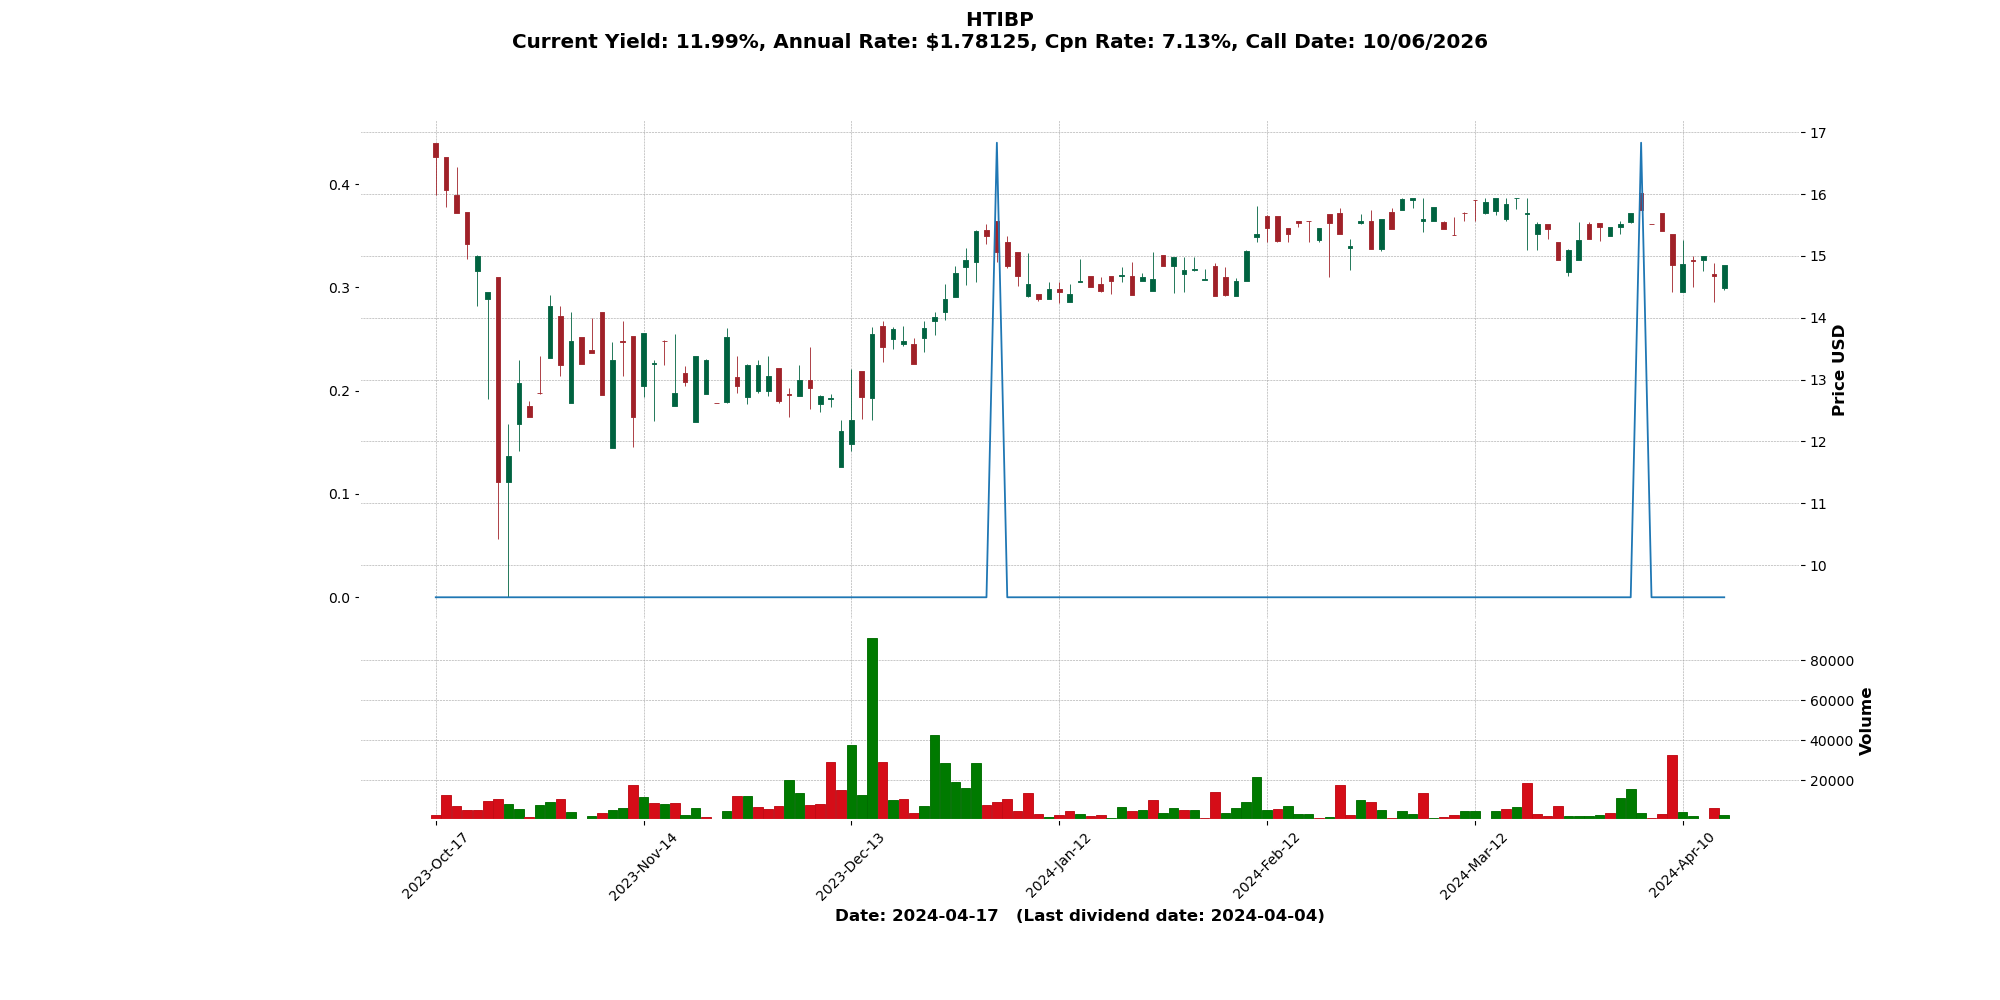 HTIBP
Current Yield: 11.99%, Annual Rate: $1.78125, Cpn Rate: 7.13%, Call Date: 10/06/2026
0.4
0.3
0.2
0.1
0.0
17
16
15
14
13
12
11
10
Price USD
80000
60000
40000
20000
Volume
2023-Oct-17
2023-Nov-14
2023-Dec-13
2024-Jan-12
2024-Feb-12
2024-Mar-12
2024-Apr-10
Date: 2024-04-17   (Last dividend date: 2024-04-04)